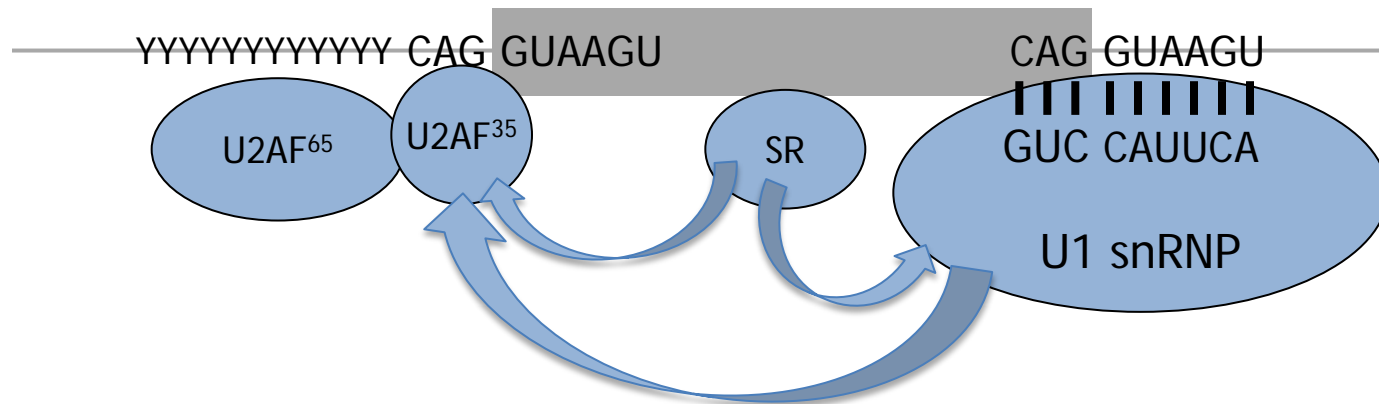 YYYYYYYYYYYY CAG GUAAGU CAG GUAAGU
GUC CAUUCA
U2AF⁶⁵ U2AF³⁵ SR
U1 snRNP